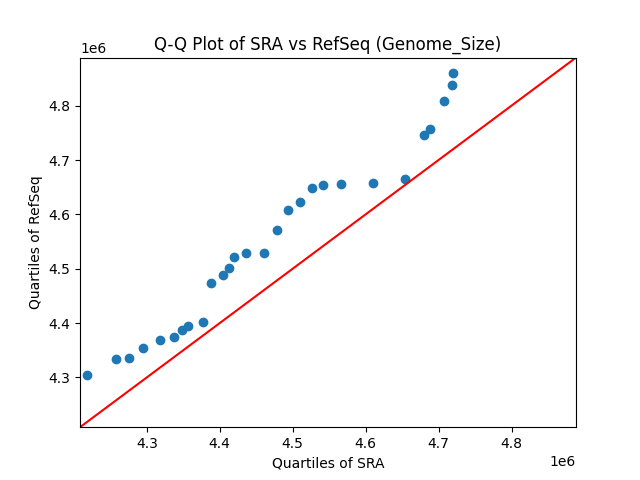 Q-Q Plot of SRA vs RefSeq (Genome_Size)
1e6
4.8
4.7
4.6
4.5
4.4
4.3
Quartiles of RefSeq
4.3 4.4 4.5 4.6 4.7 4.8
1e6
Quartiles of SRA